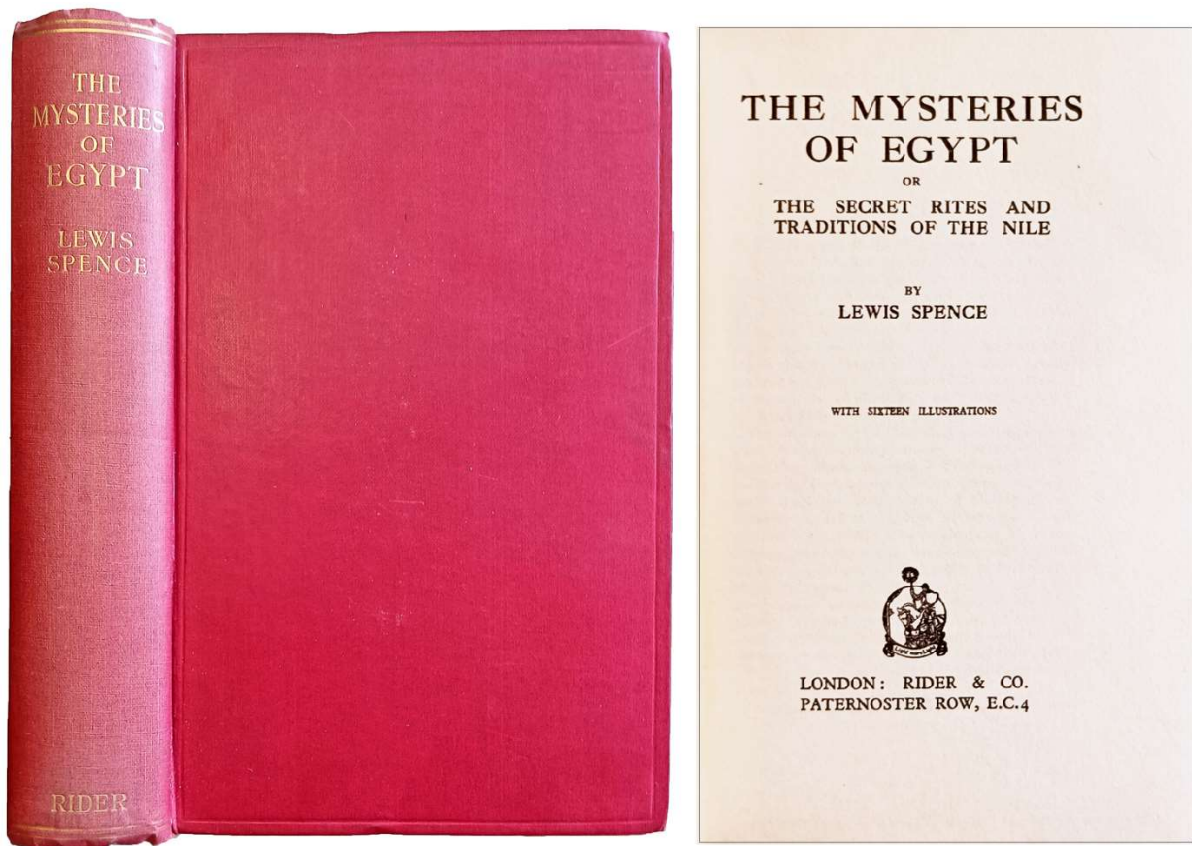 THE
MYSTERIES
OF
EGYPT
LEWIS
SPENCE
RIDER
THE MYSTERIES
OF EGYPT
OR
THE SECRET RITES AND
TRADITIONS OF THE NILE
BY
LEWIS SPENCE
WITH SIXTEEN ILLUSTRATIONS
LONDON: RIDER & CO.
PATERNOSTER ROW, E.C.4